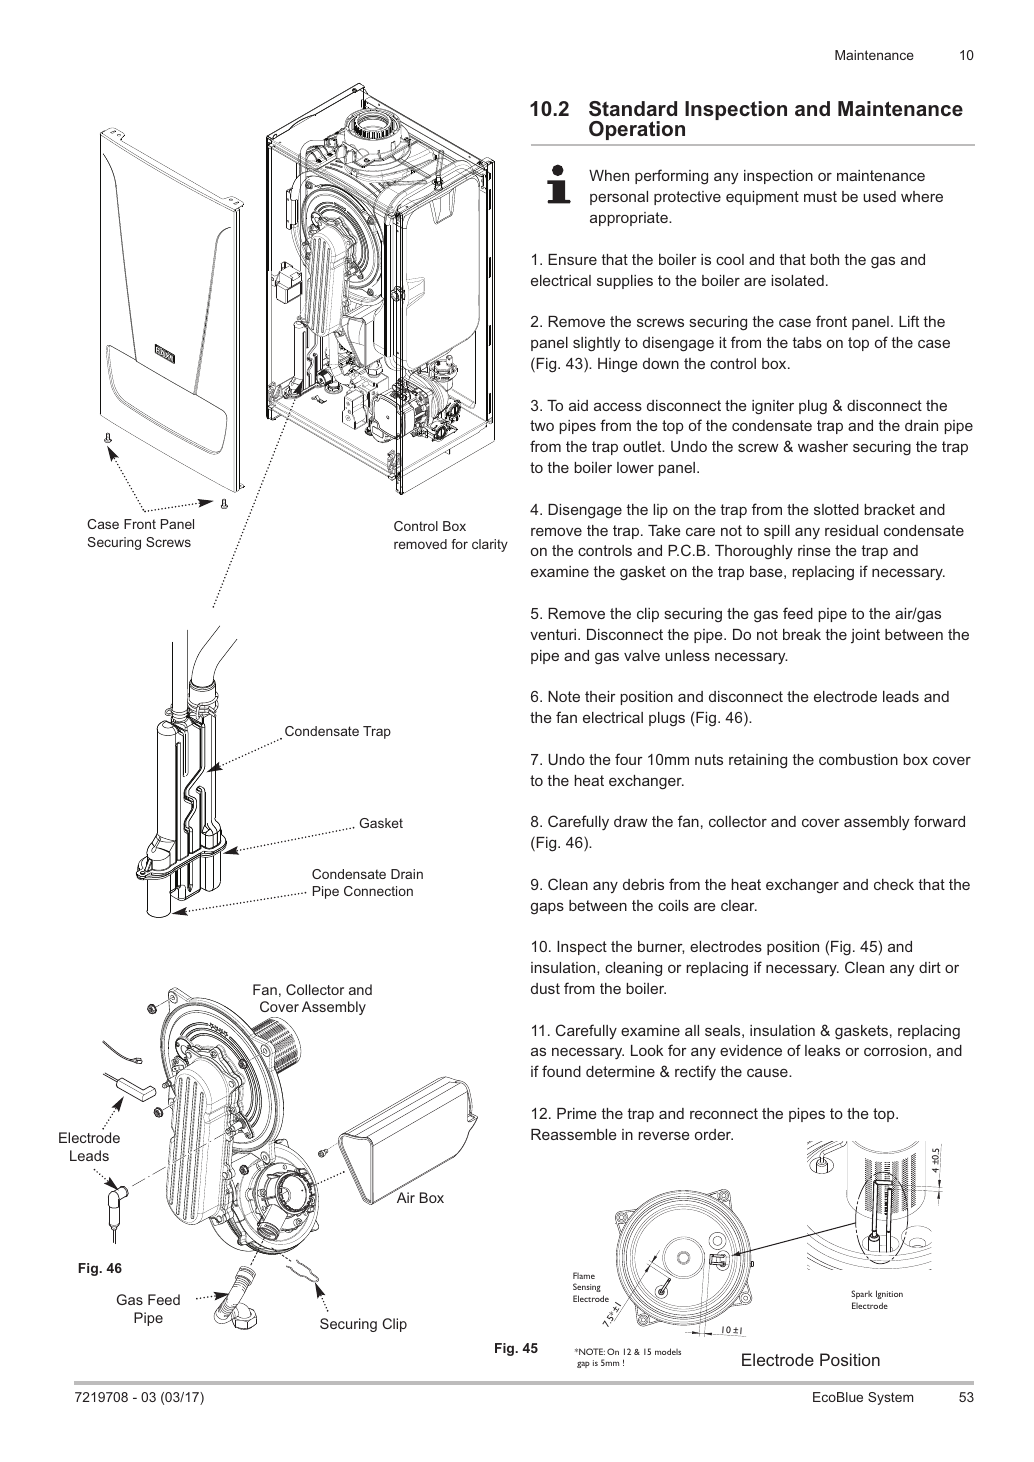 Maintenance 10
10.2 Standard Inspection and Maintenance
Operation
When performing any inspection or maintenance
personal protective equipment must be used where
appropriate.
1. Ensure that the boiler is cool and that both the gas and
electrical supplies to the boiler are isolated.
2. Remove the screws securing the case front panel. Lift the
panel slightly to disengage it from the tabs on top of the case
(Fig. 43). Hinge down the control box.
3. To aid access disconnect the igniter plug & disconnect the
two pipes from the top of the condensate trap and the drain pipe
from the trap outlet. Undo the screw & washer securing the trap
to the boiler lower panel.
4. Disengage the lip on the trap from the slotted bracket and
remove the trap. Take care not to spill any residual condensate
on the controls and P.C.B. Thoroughly rinse the trap and
examine the gasket on the trap base, replacing if necessary.
5. Remove the clip securing the gas feed pipe to the air/gas
venturi. Disconnect the pipe. Do not break the joint between the
pipe and gas valve unless necessary.
6. Note their position and disconnect the electrode leads and
the fan electrical plugs (Fig. 46).
7. Undo the four 10mm nuts retaining the combustion box cover
to the heat exchanger.
8. Carefully draw the fan, collector and cover assembly forward
(Fig. 46).
9. Clean any debris from the heat exchanger and check that the
gaps between the coils are clear.
10. Inspect the burner, electrodes position (Fig. 45) and
insulation, cleaning or replacing if necessary. Clean any dirt or
dust from the boiler.
11. Carefully examine all seals, insulation & gaskets, replacing
as necessary. Look for any evidence of leaks or corrosion, and
if found determine & rectify the cause.
12. Prime the trap and reconnect the pipes to the top.
Reassemble in reverse order.
Case Front Panel
Securing Screws
Control Box
removed for clarity
Condensate Trap
Gasket
Condensate Drain
Pipe Connection
Fan, Collector and
Cover Assembly
Electrode
Leads
Air Box
Fig. 46
Gas Feed
Pipe
Securing Clip
4 ±0.5
Flame
Sensing
Electrode
7.5* ±1
10 ±1
Spark Ignition
Electrode
Fig. 45
*NOTE: On 12 & 15 models
gap is 5mm !
Electrode Position
7219708 - 03 (03/17)
EcoBlue System 53